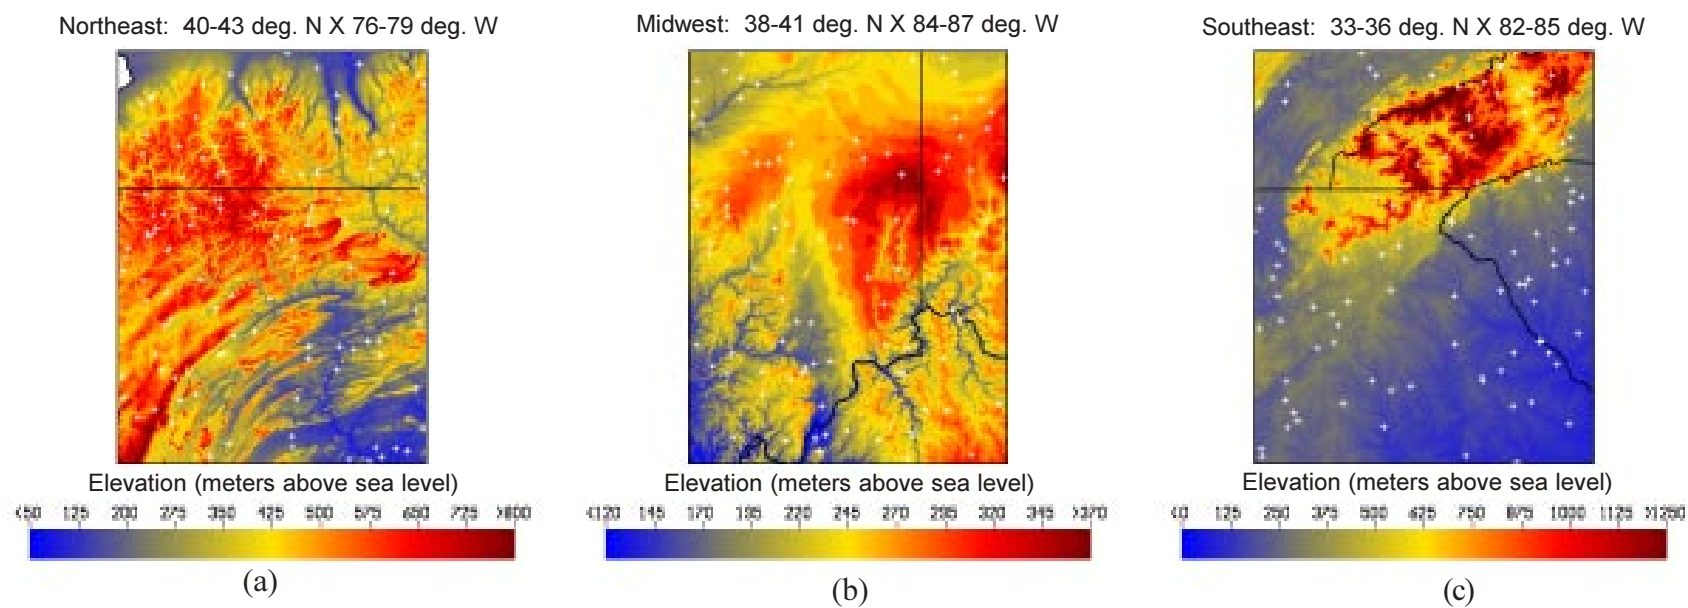 Northeast: 40-43 deg. N X 76-79 deg. W
Midwest: 38-41 deg. N X 84-87 deg. W
Southeast: 33-36 deg. N X 82-85 deg. W
Elevation (meters above sea level)
Elevation (meters above sea level)
Elevation (meters above sea level)
<50 125 200 275 350 425 500 575 650 725 >800
<120 145 170 195 220 245 270 295 320 345 >370
<0 125 250 375 500 625 750 875 1000 1125 >1250
(a)
(b)
(c)